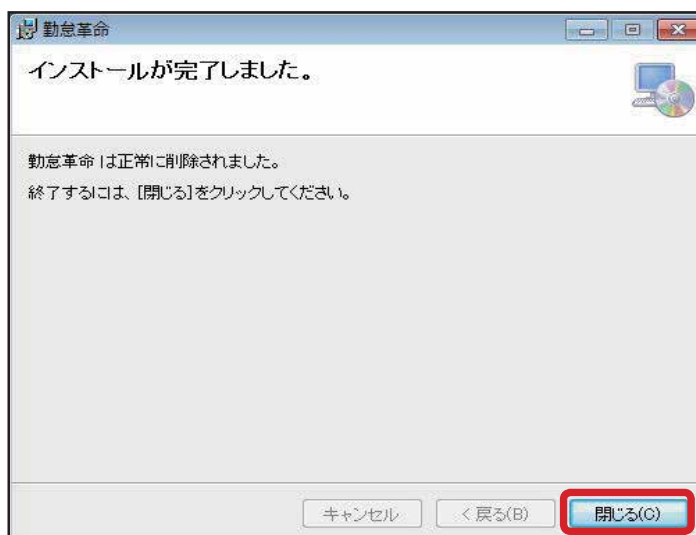 勤怠革命
インストールが完了しました。
勤怠革命 は正常に削除されました。
終了するには、[閉じる]をクリックしてください。
キャンセル
< 戻る(B)
閉じる(C)